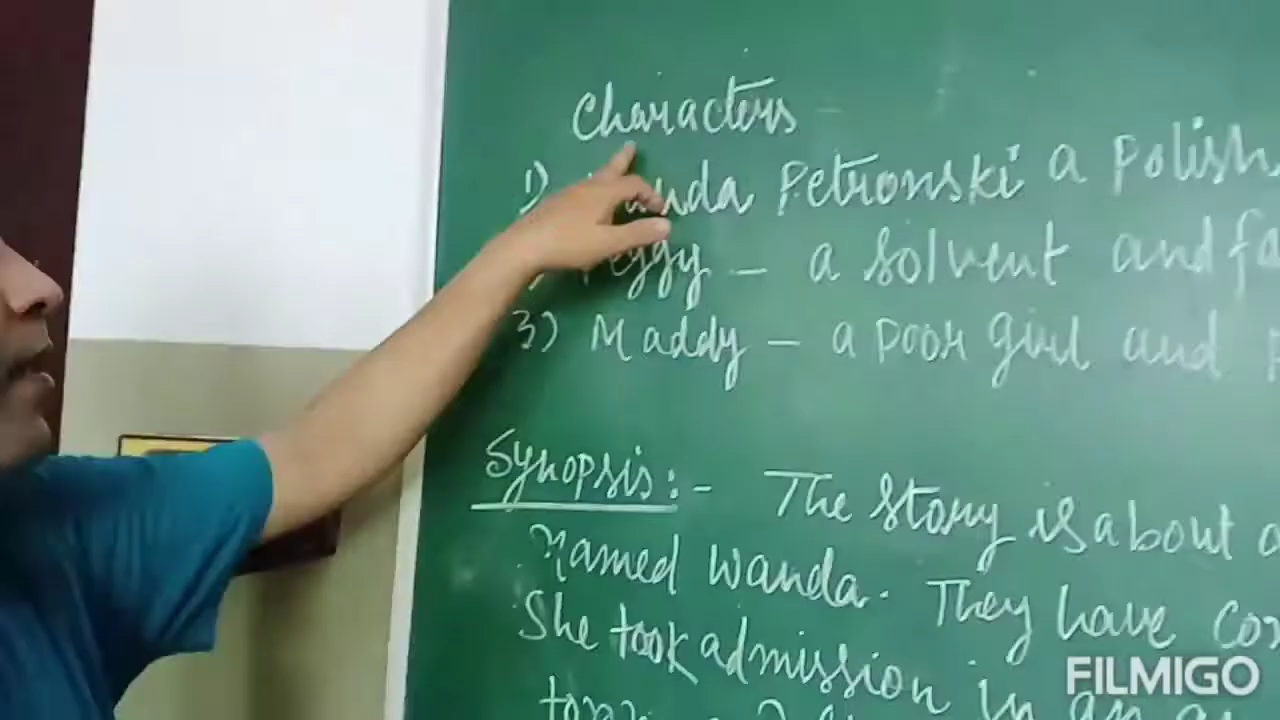 Characters
1) Wanda Petronski a Polish
Peggy – a solvent and fa
3) Maddy – a poor girl and p
Synopsis:- The story is about a
Named Wanda. They have co
She took admission in an a
FILMIGO